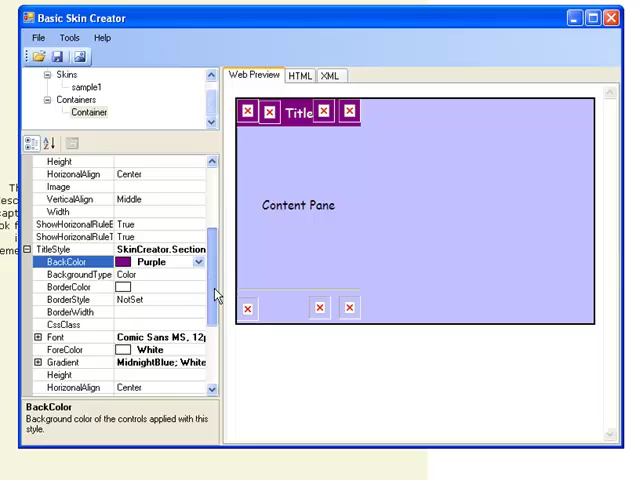 Basic Skin Creator
File Tools Help
Skins
sample1
Containers
Container
Web Preview HTML XML
Title
Content Pane
Height
HorizonalAlign Center
Image
VerticalAlign Middle
Width
ShowHorizonalRuleE True
ShowHorizonalRuleT True
TitleStyle SkinCreator.Section
BackColor Purple
BackgroundType Color
BorderColor
BorderStyle NotSet
BorderWidth
CssClass
Font Comic Sans MS, 12p
ForeColor White
Gradient MidnightBlue; White
Height
HorizonalAlign Center
BackColor
Background color of the controls applied with this
style.